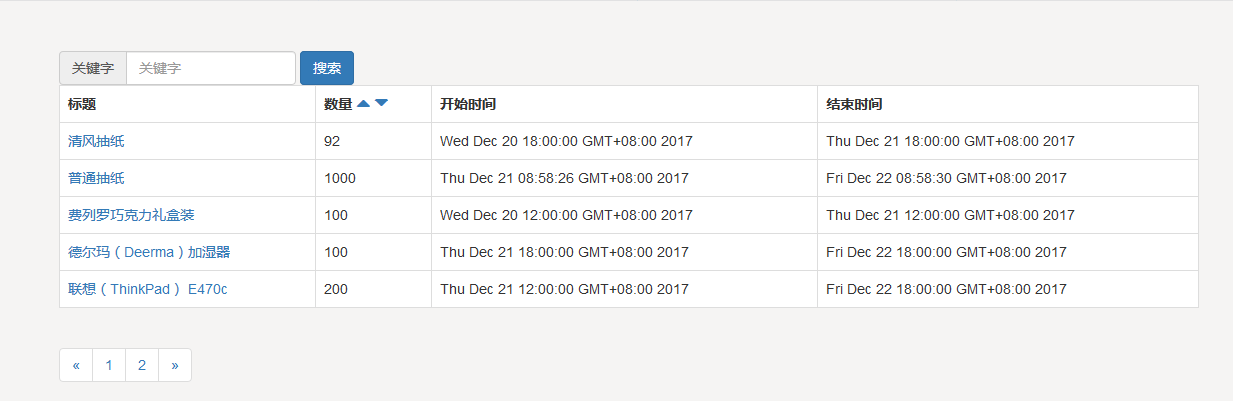 关键字 关键字 搜索
标题 数量 开始时间 结束时间
清风抽纸 92 Wed Dec 20 18:00:00 GMT+08:00 2017 Thu Dec 21 18:00:00 GMT+08:00 2017
普通抽纸 1000 Thu Dec 21 08:58:26 GMT+08:00 2017 Fri Dec 22 08:58:30 GMT+08:00 2017
费列罗巧克力礼盒装 100 Wed Dec 20 12:00:00 GMT+08:00 2017 Thu Dec 21 12:00:00 GMT+08:00 2017
德尔玛（Deerma）加湿器 100 Thu Dec 21 18:00:00 GMT+08:00 2017 Fri Dec 22 18:00:00 GMT+08:00 2017
联想（ThinkPad） E470c 200 Thu Dec 21 12:00:00 GMT+08:00 2017 Fri Dec 22 18:00:00 GMT+08:00 2017
« 1 2 »